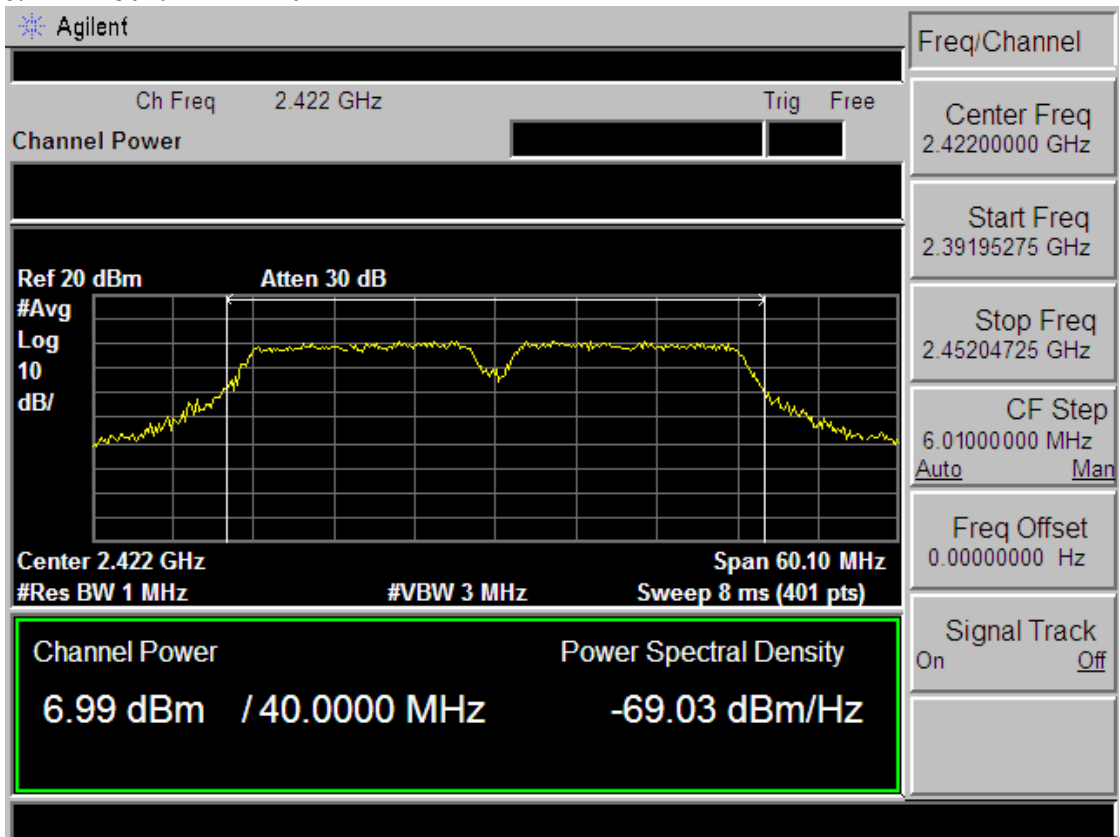 Agilent
Freq/Channel
Ch Freq 2.422 GHz Trig Free
Channel Power
Center Freq
2.42200000 GHz
Start Freq
2.39195275 GHz
Stop Freq
2.45204725 GHz
CF Step
6.01000000 MHz
Auto Man
Freq Offset
0.00000000 Hz
Signal Track
On Off
Ref 20 dBm Atten 30 dB
#Avg
Log
10
dB/
Center 2.422 GHz Span 60.10 MHz
#Res BW 1 MHz #VBW 3 MHz Sweep 8 ms (401 pts)
Channel Power Power Spectral Density
6.99 dBm / 40.0000 MHz -69.03 dBm/Hz